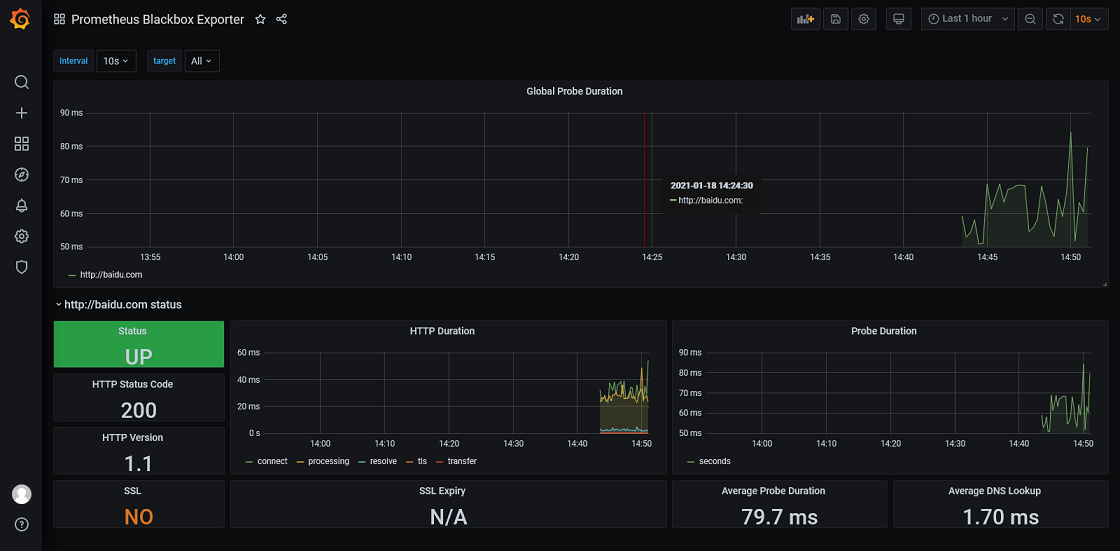 Prometheus Blackbox Exporter
Last 1 hour
10s
Interval
10s
target
All
Global Probe Duration
90 ms
80 ms
70 ms
60 ms
50 ms
13:55
14:00
14:05
14:10
14:15
14:20
14:25
14:30
14:35
14:40
14:45
14:50
2021-01-18 14:24:30
http://baidu.com:
http://baidu.com
http://baidu.com status
Status
UP
HTTP Status Code
200
HTTP Version
1.1
SSL
NO
HTTP Duration
60 ms
40 ms
20 ms
0 s
14:00
14:10
14:20
14:30
14:40
14:50
connect
processing
resolve
tls
transfer
Probe Duration
90 ms
80 ms
70 ms
60 ms
50 ms
14:00
14:10
14:20
14:30
14:40
14:50
seconds
SSL Expiry
N/A
Average Probe Duration
79.7 ms
Average DNS Lookup
1.70 ms